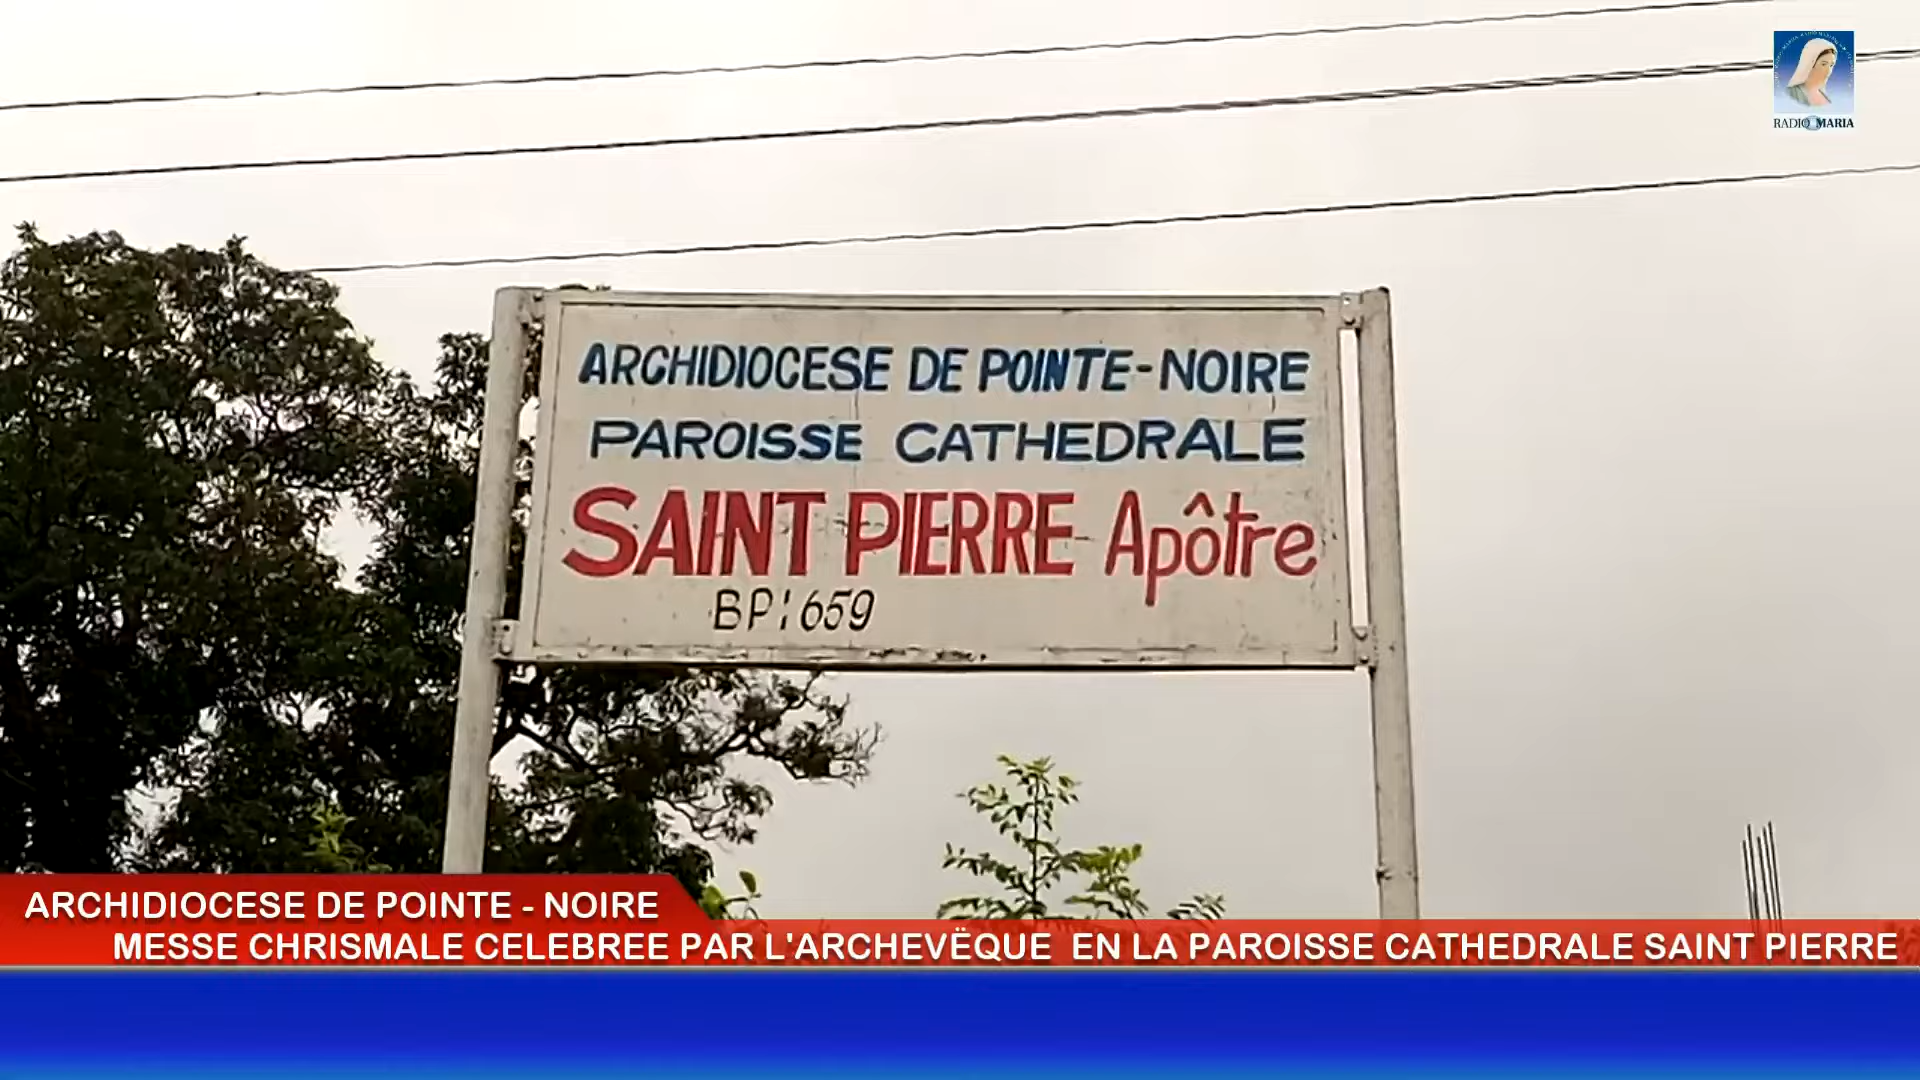 RADIO MARIA
ARCHIDIOCESE DE POINTE-NOIRE
PAROISSE CATHEDRALE
SAINT PIERRE Apôtre
BP: 659
ARCHIDIOCESE DE POINTE - NOIRE
MESSE CHRISMALE CELEBREE PAR L'ARCHEVËQUE EN LA PAROISSE CATHEDRALE SAINT PIERRE